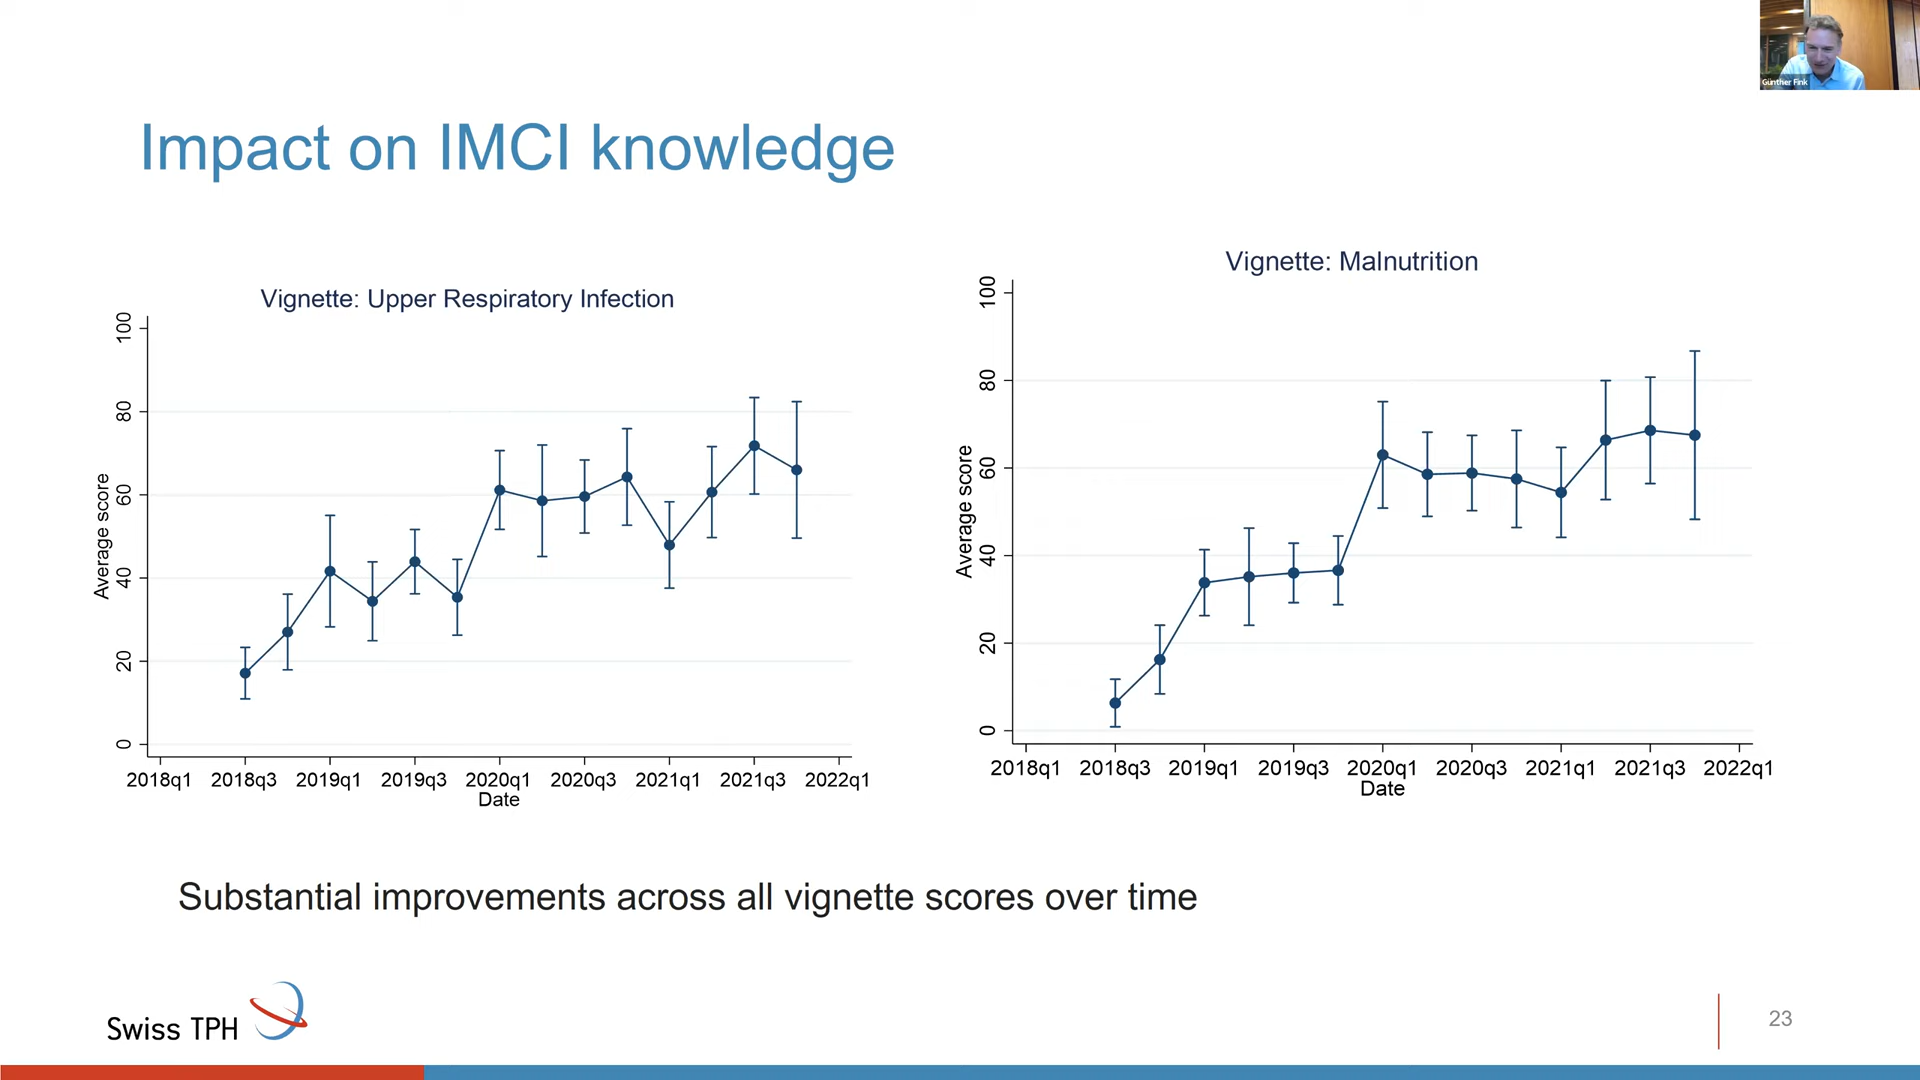 Günther Fink
Impact on IMCI knowledge
Vignette: Upper Respiratory Infection
100
80
60
40
20
0
Average score
2018q1 2018q3 2019q1 2019q3 2020q1 2020q3 2021q1 2021q3 2022q1
Date
Vignette: Malnutrition
100
80
60
40
20
0
Average score
2018q1 2018q3 2019q1 2019q3 2020q1 2020q3 2021q1 2021q3 2022q1
Date
Substantial improvements across all vignette scores over time
Swiss TPH
23